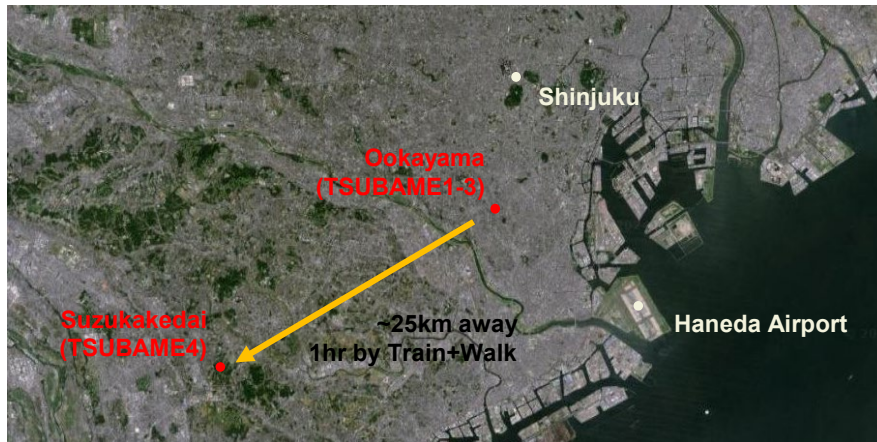 Shinjuku
Ookayama
(TSUBAME1-3)
Suzukakedai
(TSUBAME4)
~25km away
1hr by Train+Walk
Haneda Airport